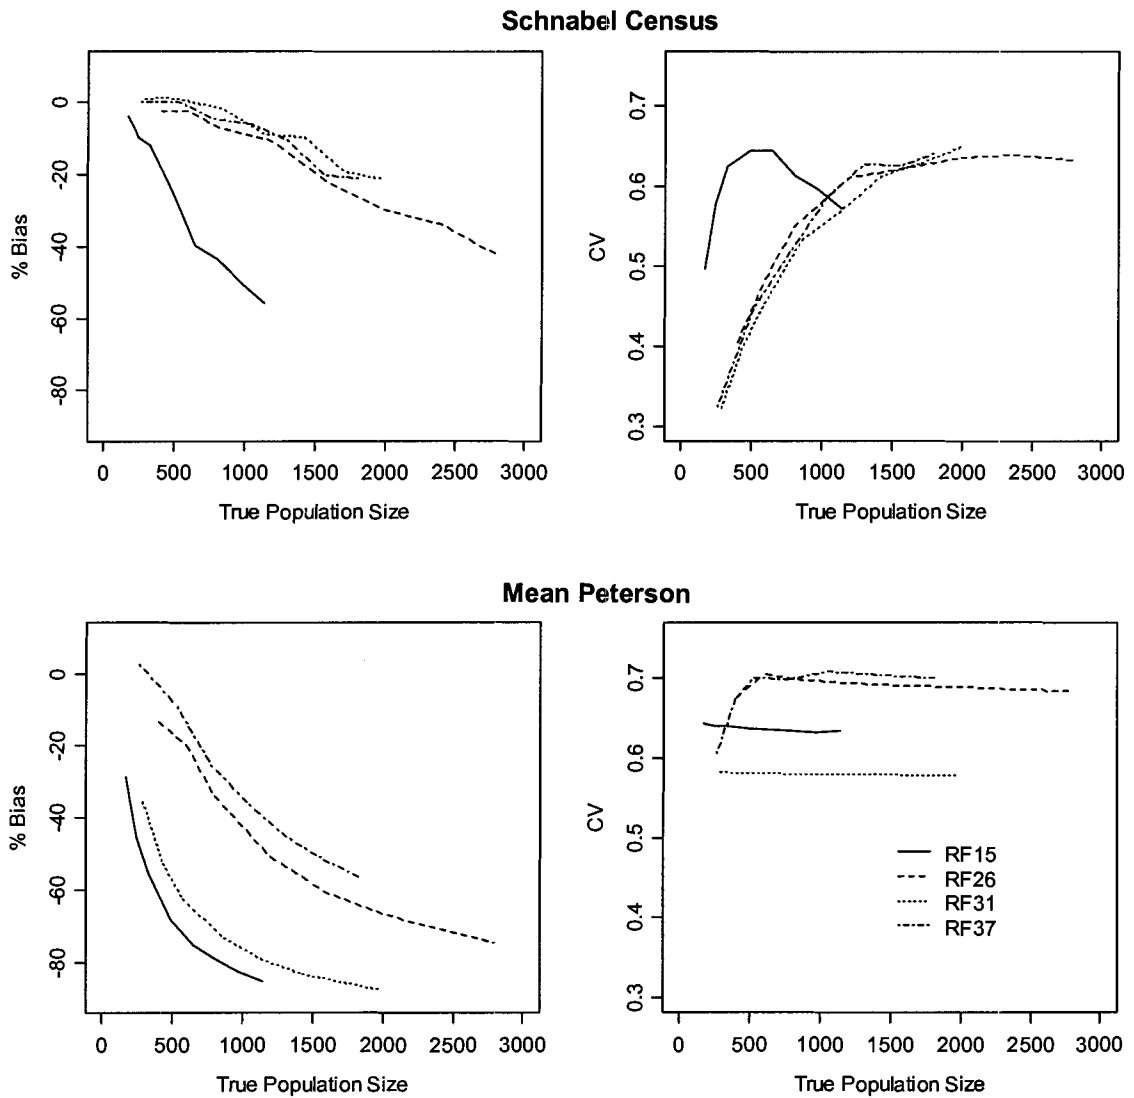 Schnabel Census
% Bias
0
-20
-40
-60
-80
0 500 1000 1500 2000 2500 3000
True Population Size
CV
0.7
0.6
0.5
0.4
0.3
0 500 1000 1500 2000 2500 3000
True Population Size
Mean Peterson
% Bias
0
-20
-40
-60
-80
0 500 1000 1500 2000 2500 3000
True Population Size
CV
0.7
0.6
0.5
0.4
0.3
RF15
RF26
RF31
RF37
0 500 1000 1500 2000 2500 3000
True Population Size